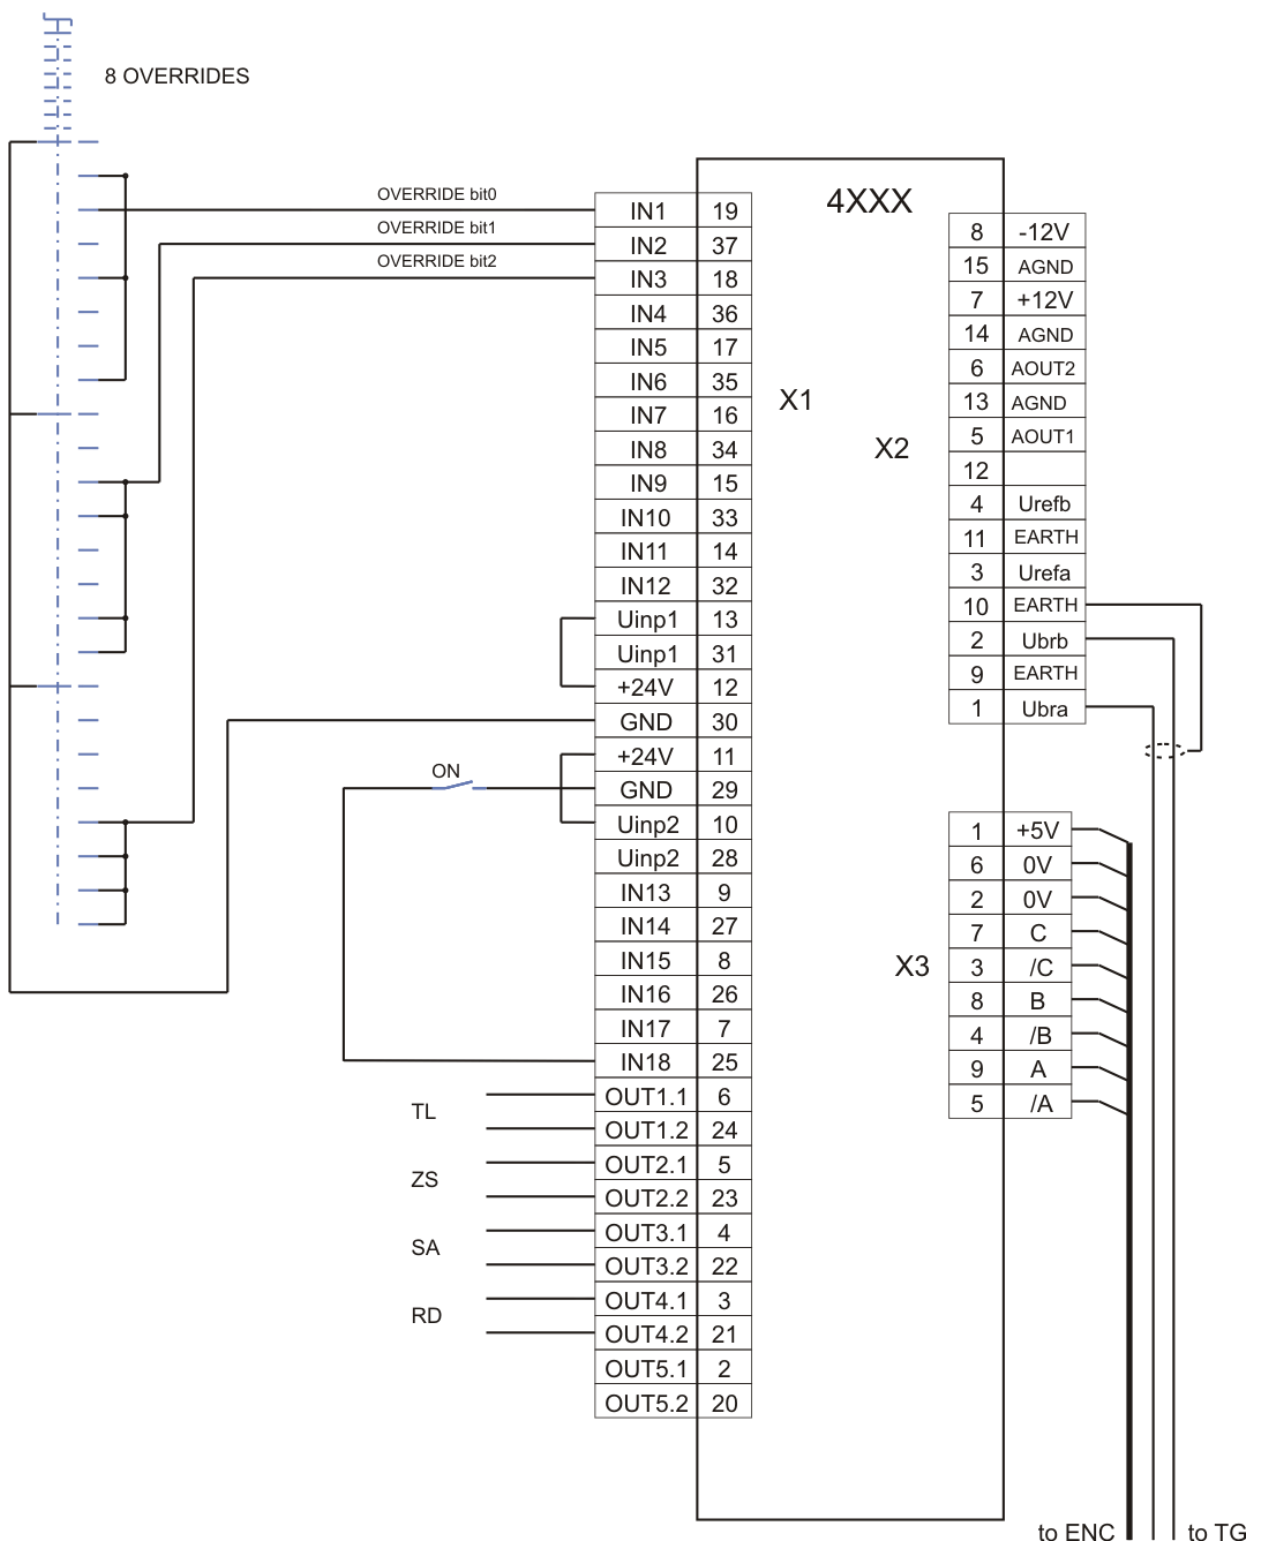 8 OVERRIDES
OVERRIDE bit0
OVERRIDE bit1
OVERRIDE bit2
ON
TL
ZS
SA
RD
4XXX
X1
IN1 19
IN2 37
IN3 18
IN4 36
IN5 17
IN6 35
IN7 16
IN8 34
IN9 15
IN10 33
IN11 14
IN12 32
Uinp1 13
Uinp1 31
+24V 12
GND 30
+24V 11
GND 29
Uinp2 10
Uinp2 28
IN13 9
IN14 27
IN15 8
IN16 26
IN17 7
IN18 25
OUT1.1 6
OUT1.2 24
OUT2.1 5
OUT2.2 23
OUT3.1 4
OUT3.2 22
OUT4.1 3
OUT4.2 21
OUT5.1 2
OUT5.2 20
X2
8 -12V
15 AGND
7 +12V
14 AGND
6 AOUT2
13 AGND
5 AOUT1
12
4 Urefb
11 EARTH
3 Urefa
10 EARTH
2 Ubrb
9 EARTH
1 Ubra
X3
1 +5V
6 0V
2 0V
7 C
3 /C
8 B
4 /B
9 A
5 /A
to ENC
to TG